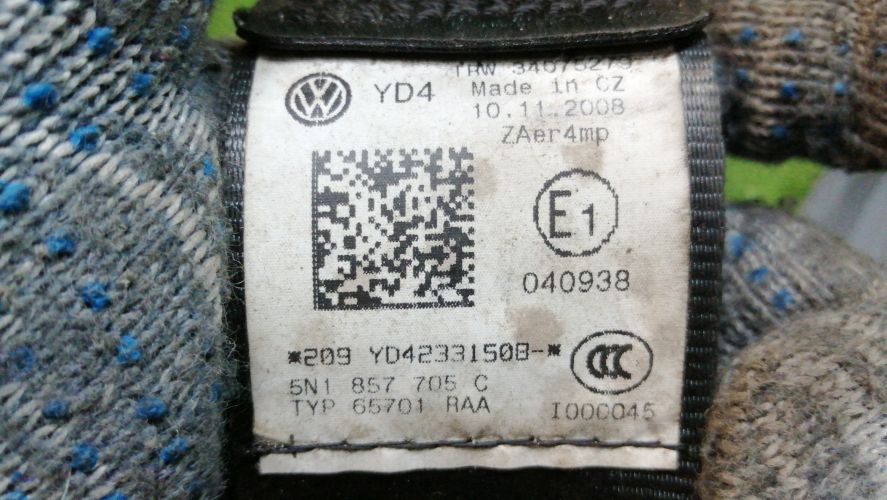 TRW 34075279
YD4
Made in CZ
10.11.2008
ZAer4mp
E1
040938
*209 YD42331508-*
CCC
5N1 857 705 C
TYP 65701 RAA
I000045